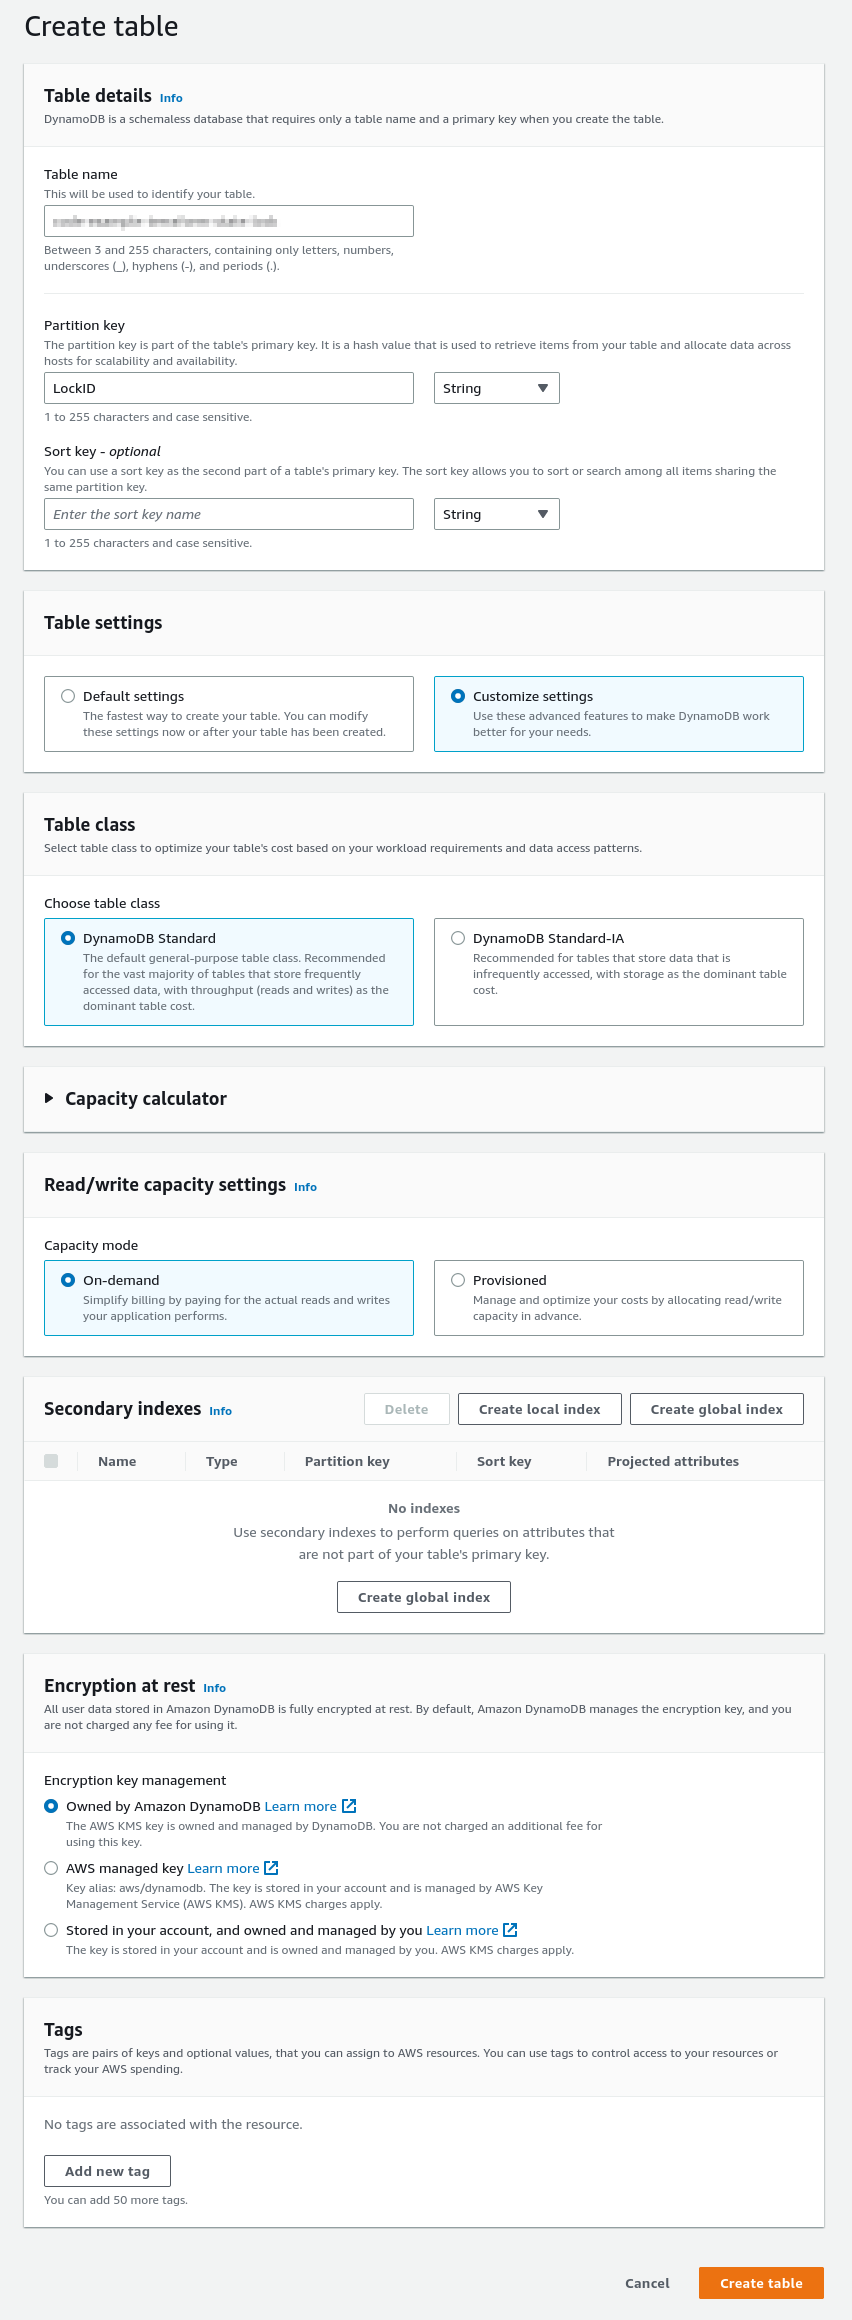 Create table
Table details Info
DynamoDB is a schemaless database that requires only a table name and a primary key when you create the table.
Table name
This will be used to identify your table.
Between 3 and 255 characters, containing only letters, numbers,
underscores (_), hyphens (-), and periods (.).
Partition key
The partition key is part of the table's primary key. It is a hash value that is used to retrieve items from your table and allocate data across
hosts for scalability and availability.
LockID String
1 to 255 characters and case sensitive.
Sort key - optional
You can use a sort key as the second part of a table's primary key. The sort key allows you to sort or search among all items sharing the
same partition key.
Enter the sort key name String
1 to 255 characters and case sensitive.
Table settings
Default settings
The fastest way to create your table. You can modify
these settings now or after your table has been created.
Customize settings
Use these advanced features to make DynamoDB work
better for your needs.
Table class
Select table class to optimize your table's cost based on your workload requirements and data access patterns.
Choose table class
DynamoDB Standard
The default general-purpose table class. Recommended
for the vast majority of tables that store frequently
accessed data, with throughput (reads and writes) as the
dominant table cost.
DynamoDB Standard-IA
Recommended for tables that store data that is
infrequently accessed, with storage as the dominant table
cost.
Capacity calculator
Read/write capacity settings Info
Capacity mode
On-demand
Simplify billing by paying for the actual reads and writes
your application performs.
Provisioned
Manage and optimize your costs by allocating read/write
capacity in advance.
Secondary indexes Info Delete Create local index Create global index
Name Type Partition key Sort key Projected attributes
No indexes
Use secondary indexes to perform queries on attributes that
are not part of your table's primary key.
Create global index
Encryption at rest Info
All user data stored in Amazon DynamoDB is fully encrypted at rest. By default, Amazon DynamoDB manages the encryption key, and you
are not charged any fee for using it.
Encryption key management
Owned by Amazon DynamoDB Learn more
The AWS KMS key is owned and managed by DynamoDB. You are not charged an additional fee for
using this key.
AWS managed key Learn more
Key alias: aws/dynamodb. The key is stored in your account and is managed by AWS Key
Management Service (AWS KMS). AWS KMS charges apply.
Stored in your account, and owned and managed by you Learn more
The key is stored in your account and is owned and managed by you. AWS KMS charges apply.
Tags
Tags are pairs of keys and optional values, that you can assign to AWS resources. You can use tags to control access to your resources or
track your AWS spending.
No tags are associated with the resource.
Add new tag
You can add 50 more tags.
Cancel Create table